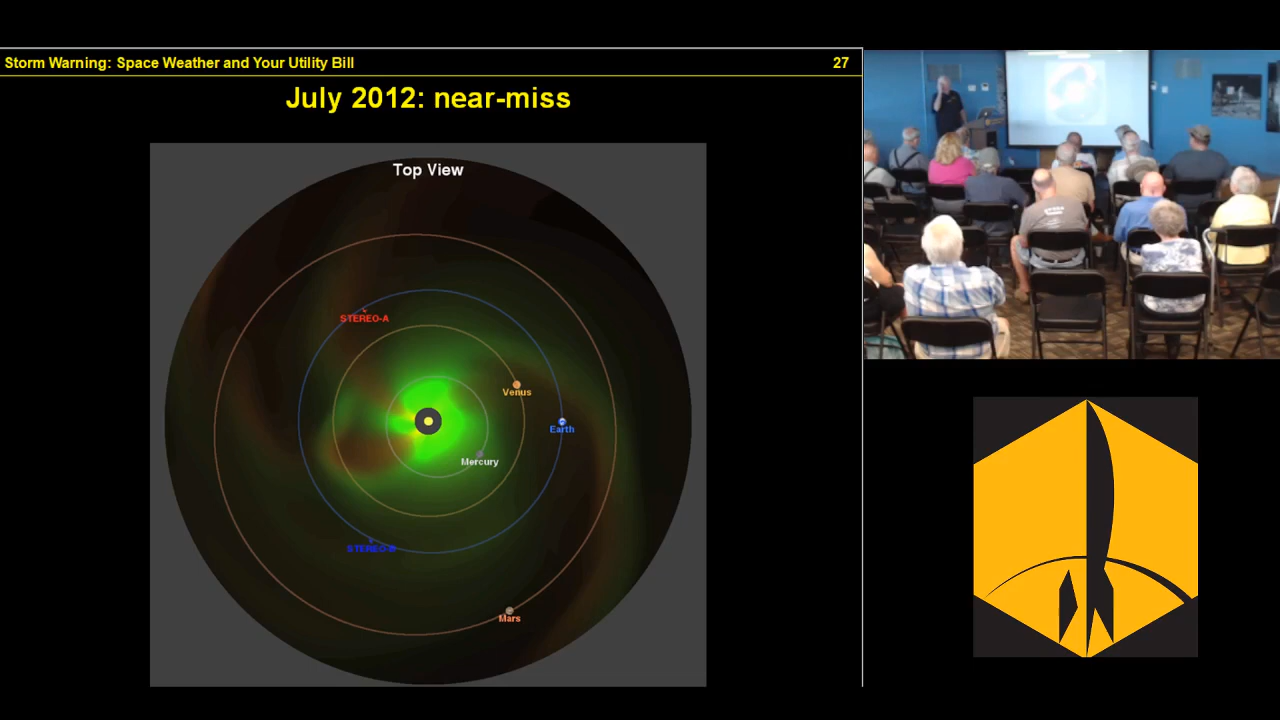 Storm Warning: Space Weather and Your Utility Bill 27
July 2012: near-miss
Top View
STEREO-A
Venus
Earth
Mercury
STEREO-B
Mars